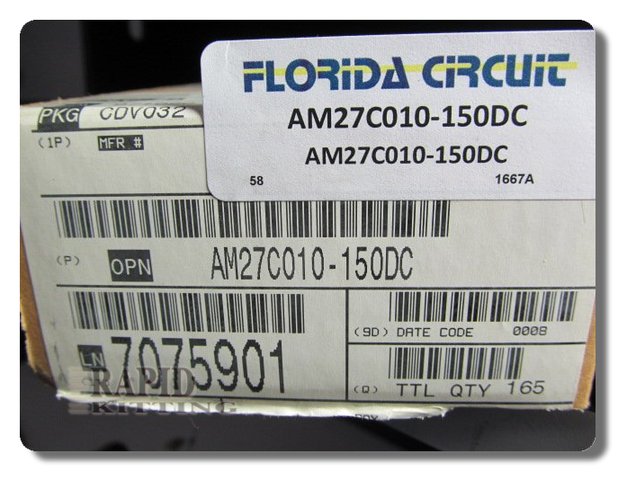 FLORIDA CIRCUIT
AM27C010-150DC
AM27C010-150DC
58 1667A
PKG CDV032
(1P) MFR #
(P) OPN AM27C010-150DC
(9D) DATE CODE 0008
LN 7075901
(Q) TTL QTY 165
RAPID
KITTING